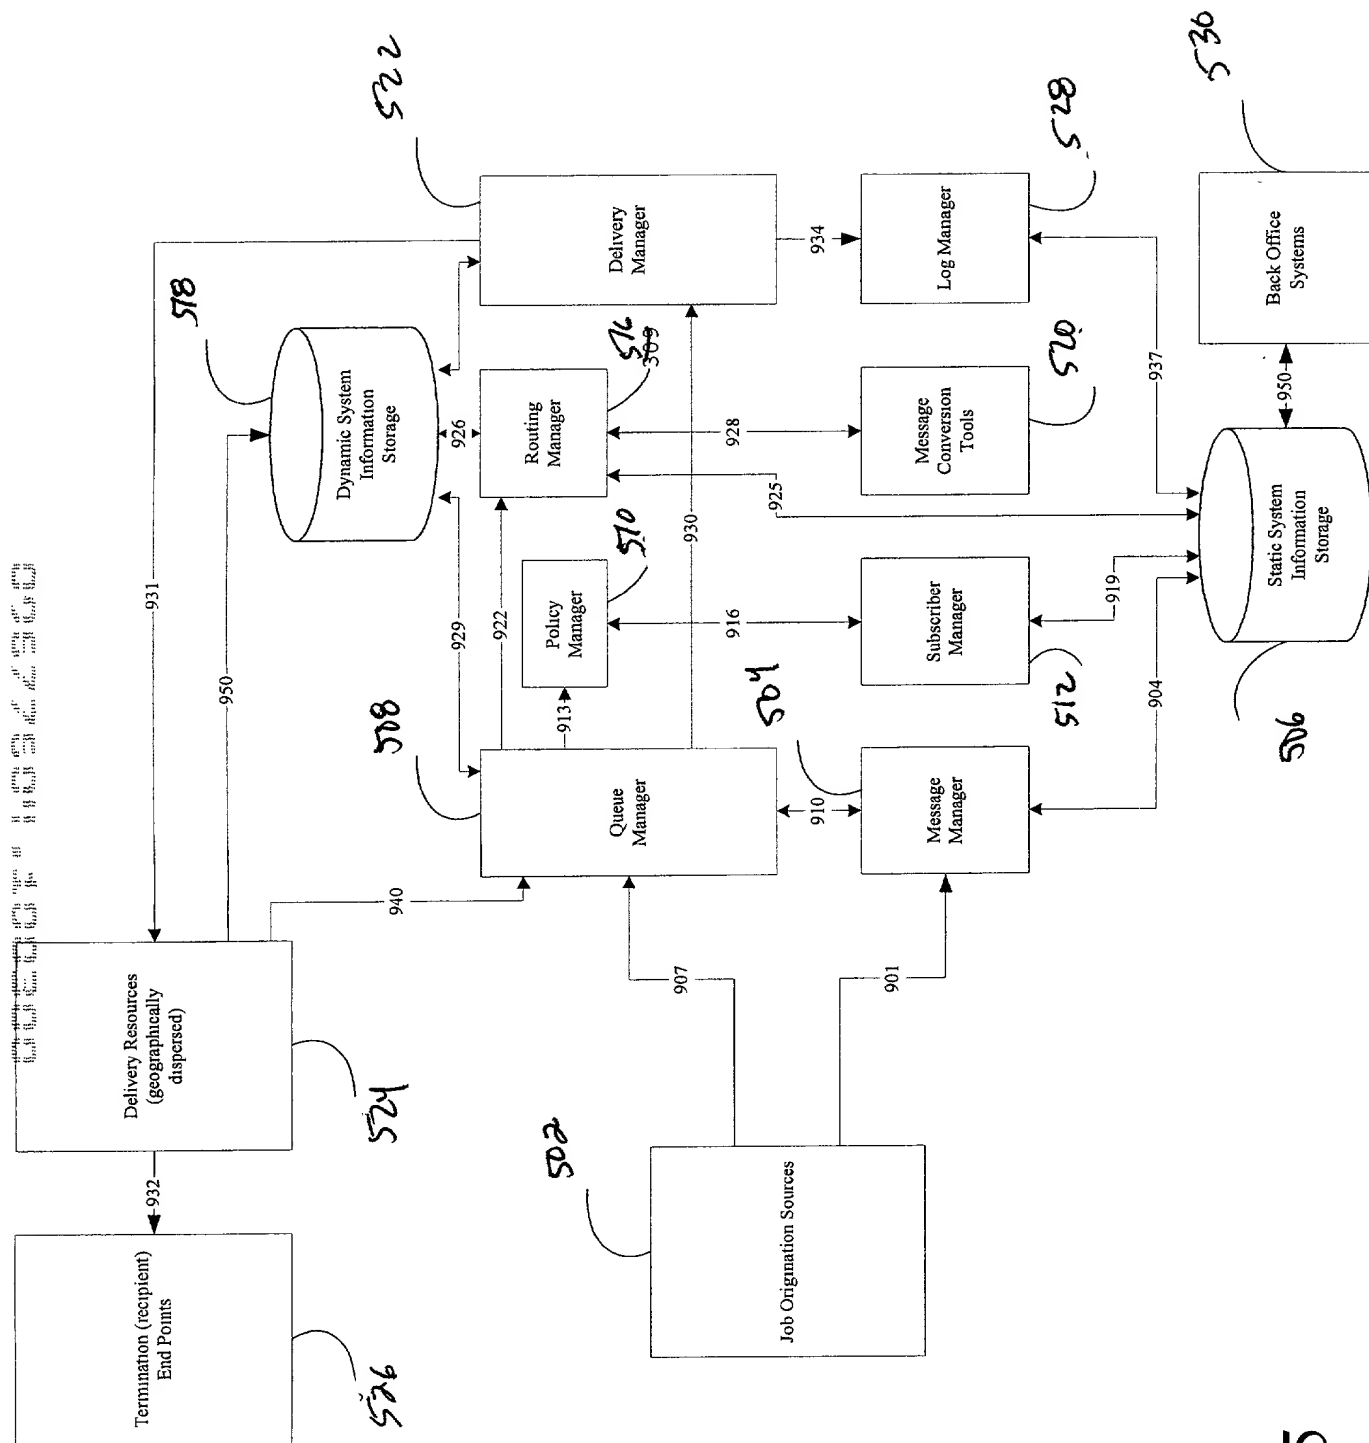 Termination (recipient)
End Points
526
932
Delivery Resources
(geographically
dispersed)
524
931
950
940
Dynamic System
Information
Storage
518
929
926
Job Origination Sources
502
907
901
Queue
Manager
508
913
922
930
910
Policy
Manager
510
Routing
Manager
516
309
Delivery
Manager
522
916
928
925
934
Message
Manager
504
Subscriber
Manager
512
Message
Conversion
Tools
520
Log Manager
528
904
919
937
Static System
Information
Storage
506
950
Back Office
Systems
530
5